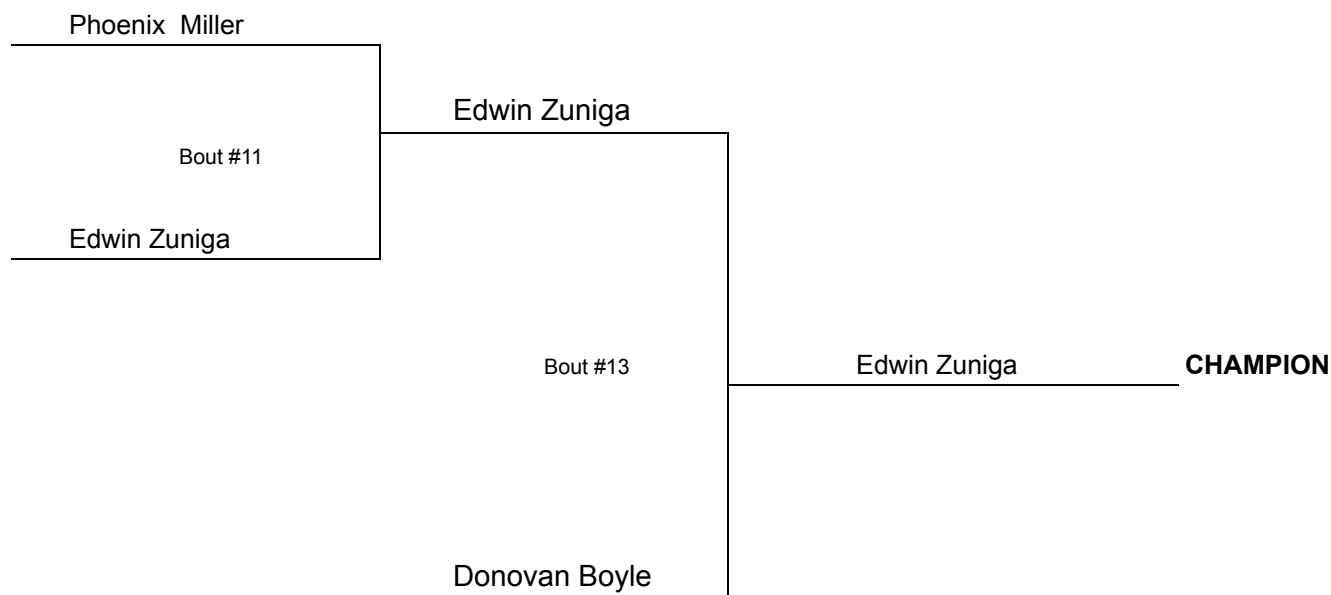 Phoenix  Miller
Edwin Zuniga
Bout #11
Edwin Zuniga
Bout #13
Edwin Zuniga
CHAMPION
Donovan Boyle